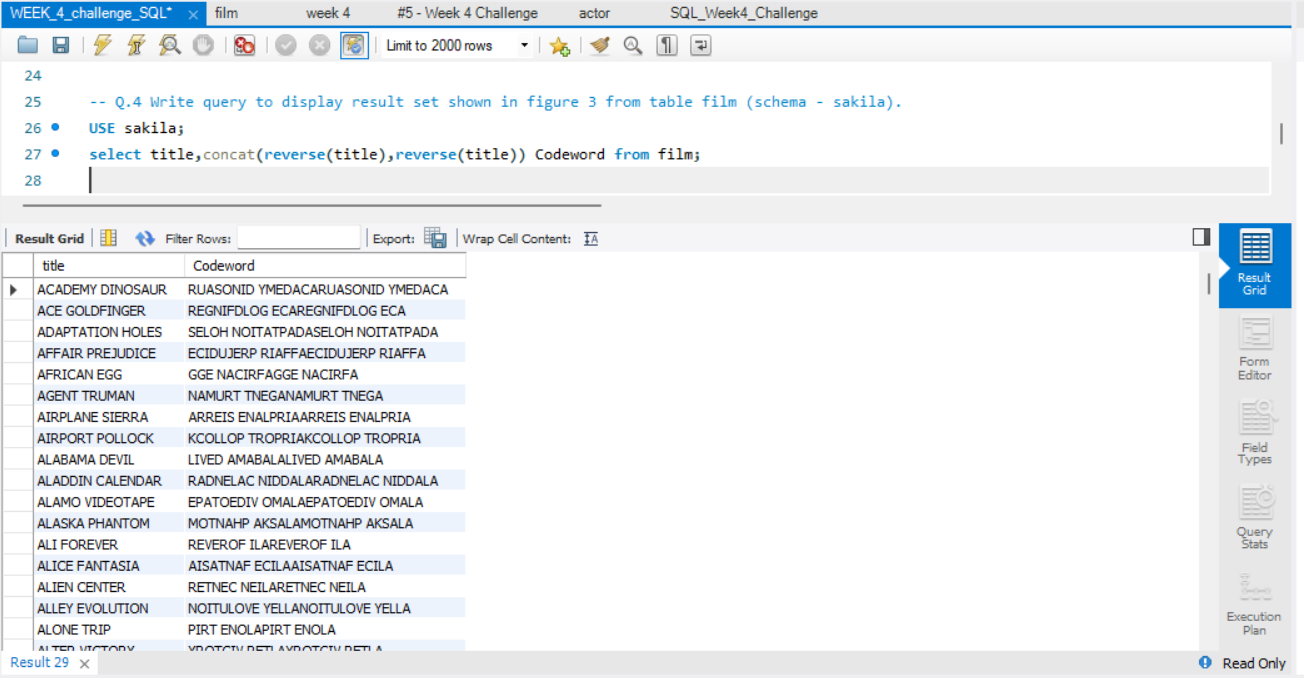 WEEK_4_challenge_SQL* × film week 4 #5 - Week 4 Challenge actor SQL_Week4_Challenge
Limit to 2000 rows
24
25 -- Q.4 Write query to display result set shown in figure 3 from table film (schema - sakila).
26 USE sakila;
27 select title,concat(reverse(title),reverse(title)) Codeword from film;
28
Result Grid Filter Rows: Export: Wrap Cell Content: IA
title Codeword
ACADEMY DINOSAUR RUASONID YMEDACARUASONID YMEDACA
ACE GOLDFINGER REGNIFDLOG ECAREGNIFDLOG ECA
ADAPTATION HOLES SELOH NOITATPADASELOH NOITATPADA
AFFAIR PREJUDICE ECIDUJERP RIAFFAECIDUJERP RIAFFA
AFRICAN EGG GGE NACIRFAGGE NACIRFA
AGENT TRUMAN NAMURT TNEGANAMURT TNEGA
AIRPLANE SIERRA ARREIS ENALPRIAARREIS ENALPRIA
AIRPORT POLLOCK KCOLLOP TROPRIAKCOLLOP TROPRIA
ALABAMA DEVIL LIVED AMABALALIVED AMABALA
ALADDIN CALENDAR RADNELAC NIDDALARADNELAC NIDDALA
ALAMO VIDEOTAPE EPATOEDIV OMALAEPATOEDIV OMALA
ALASKA PHANTOM MOTNAHP AKSALAMOTNAHP AKSALA
ALI FOREVER REVEROF ILAREVEROF ILA
ALICE FANTASIA AISATNAF ECILAAISATNAF ECILA
ALIEN CENTER RETNEC NEILARETNEC NEILA
ALLEY EVOLUTION NOITULOVE YELLANOITULOVE YELLA
ALONE TRIP PIRT ENOLAPIRT ENOLA
ALTER VICTORY YROTCIV RETLAYROTCIV RETLA
Result 29 ×
Result
Grid
Form
Editor
Field
Types
Query
Stats
Execution
Plan
Read Only